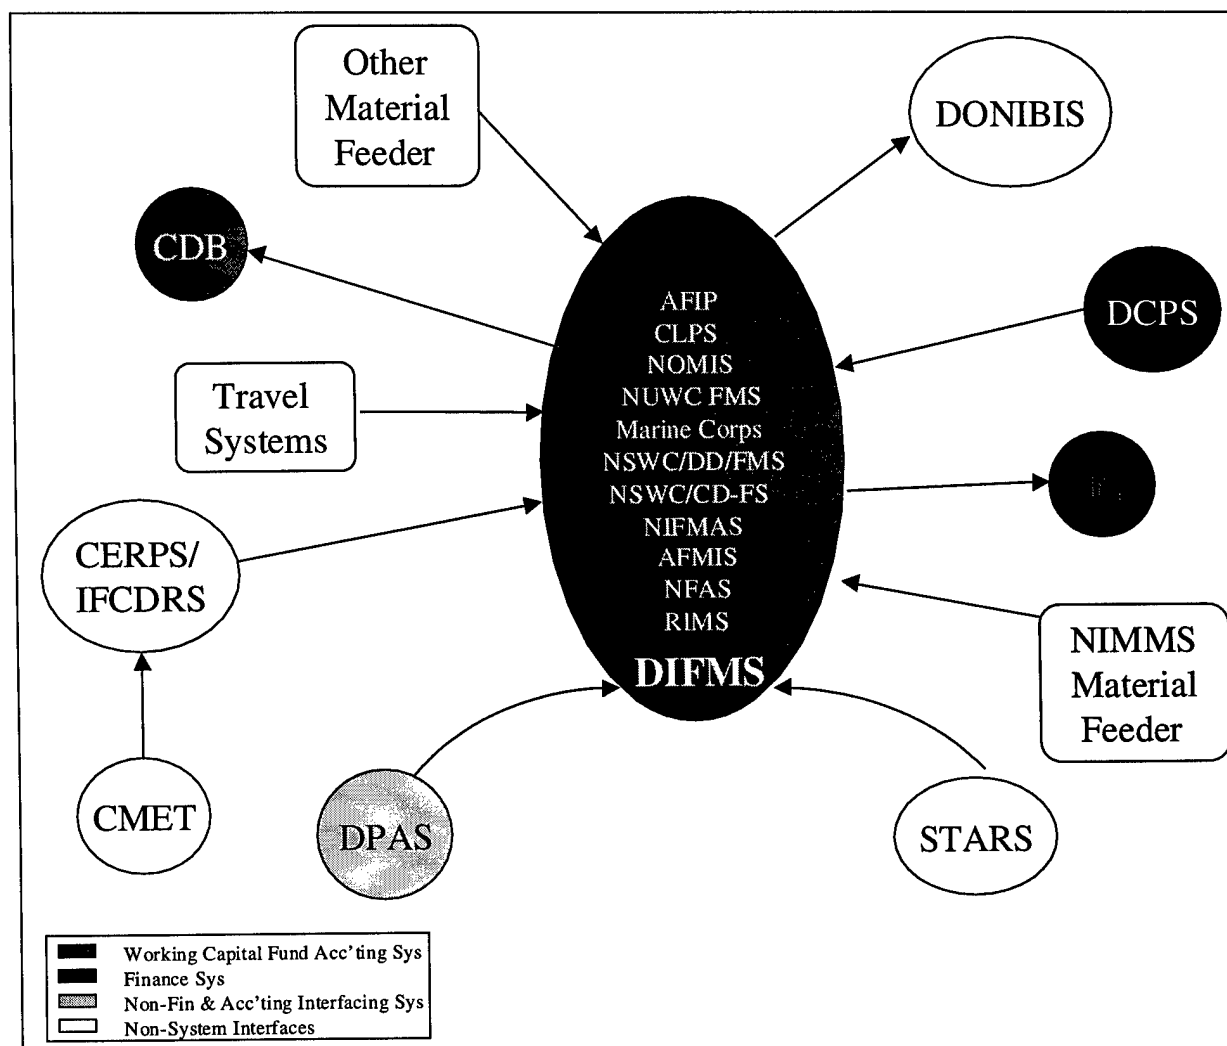 Other
Material
Feeder
DONIBIS
CDB
DCPS
AFIP
CLPS
NOMIS
NUWC FMS
Marine Corps
NSWC/DD/FMS
NSWC/CD-FS
NIFMAS
AFMIS
NFAS
RIMS
DIFMS
Travel
Systems
CERPS/
IFCDRS
NIMMS
Material
Feeder
CMET
DPAS
STARS
Working Capital Fund Acc'ting Sys
Finance Sys
Non-Fin & Acc'ting Interfacing Sys
Non-System Interfaces